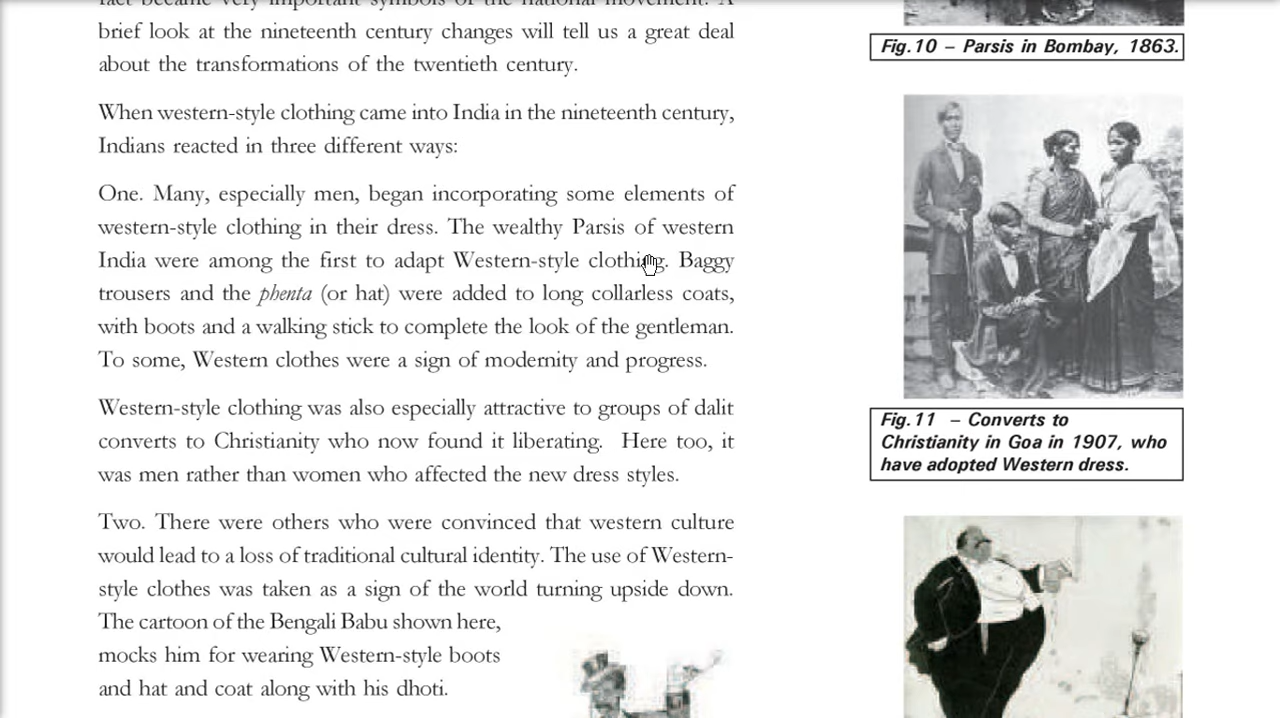 fact became very important symbols of the national movement. A
brief look at the nineteenth century changes will tell us a great deal
about the transformations of the twentieth century.
When western-style clothing came into India in the nineteenth century,
Indians reacted in three different ways:
One. Many, especially men, began incorporating some elements of
western-style clothing in their dress. The wealthy Parsis of western
India were among the first to adapt Western-style clothing. Baggy
trousers and the phenta (or hat) were added to long collarless coats,
with boots and a walking stick to complete the look of the gentleman.
To some, Western clothes were a sign of modernity and progress.
Western-style clothing was also especially attractive to groups of dalit
converts to Christianity who now found it liberating. Here too, it
was men rather than women who affected the new dress styles.
Two. There were others who were convinced that western culture
would lead to a loss of traditional cultural identity. The use of Western-
style clothes was taken as a sign of the world turning upside down.
The cartoon of the Bengali Babu shown here,
mocks him for wearing Western-style boots
and hat and coat along with his dhoti.
Fig.10 – Parsis in Bombay, 1863.
Fig.11 – Converts to
Christianity in Goa in 1907, who
have adopted Western dress.